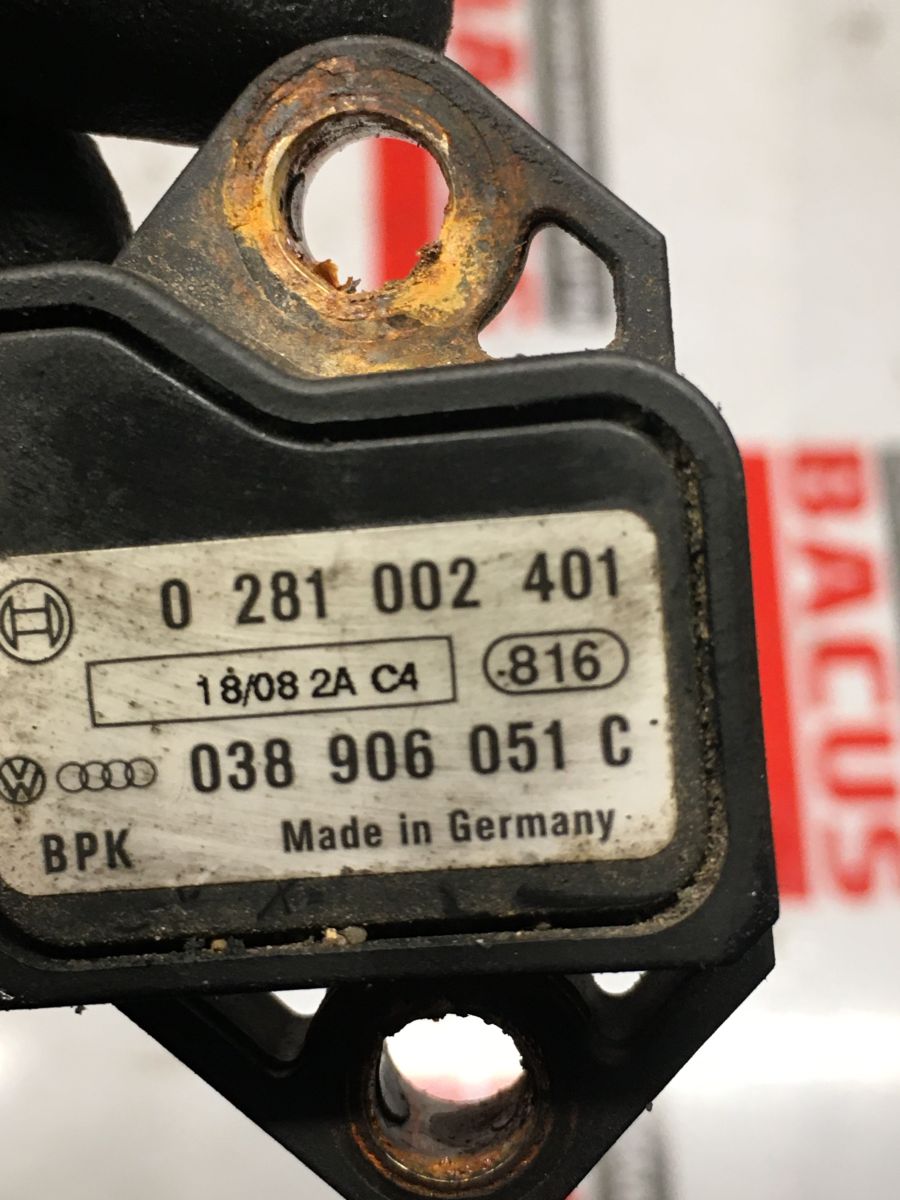 0 281 002 401
18/08 2A C4
-816
038 906 051 C
BPK
Made in Germany
BACUS